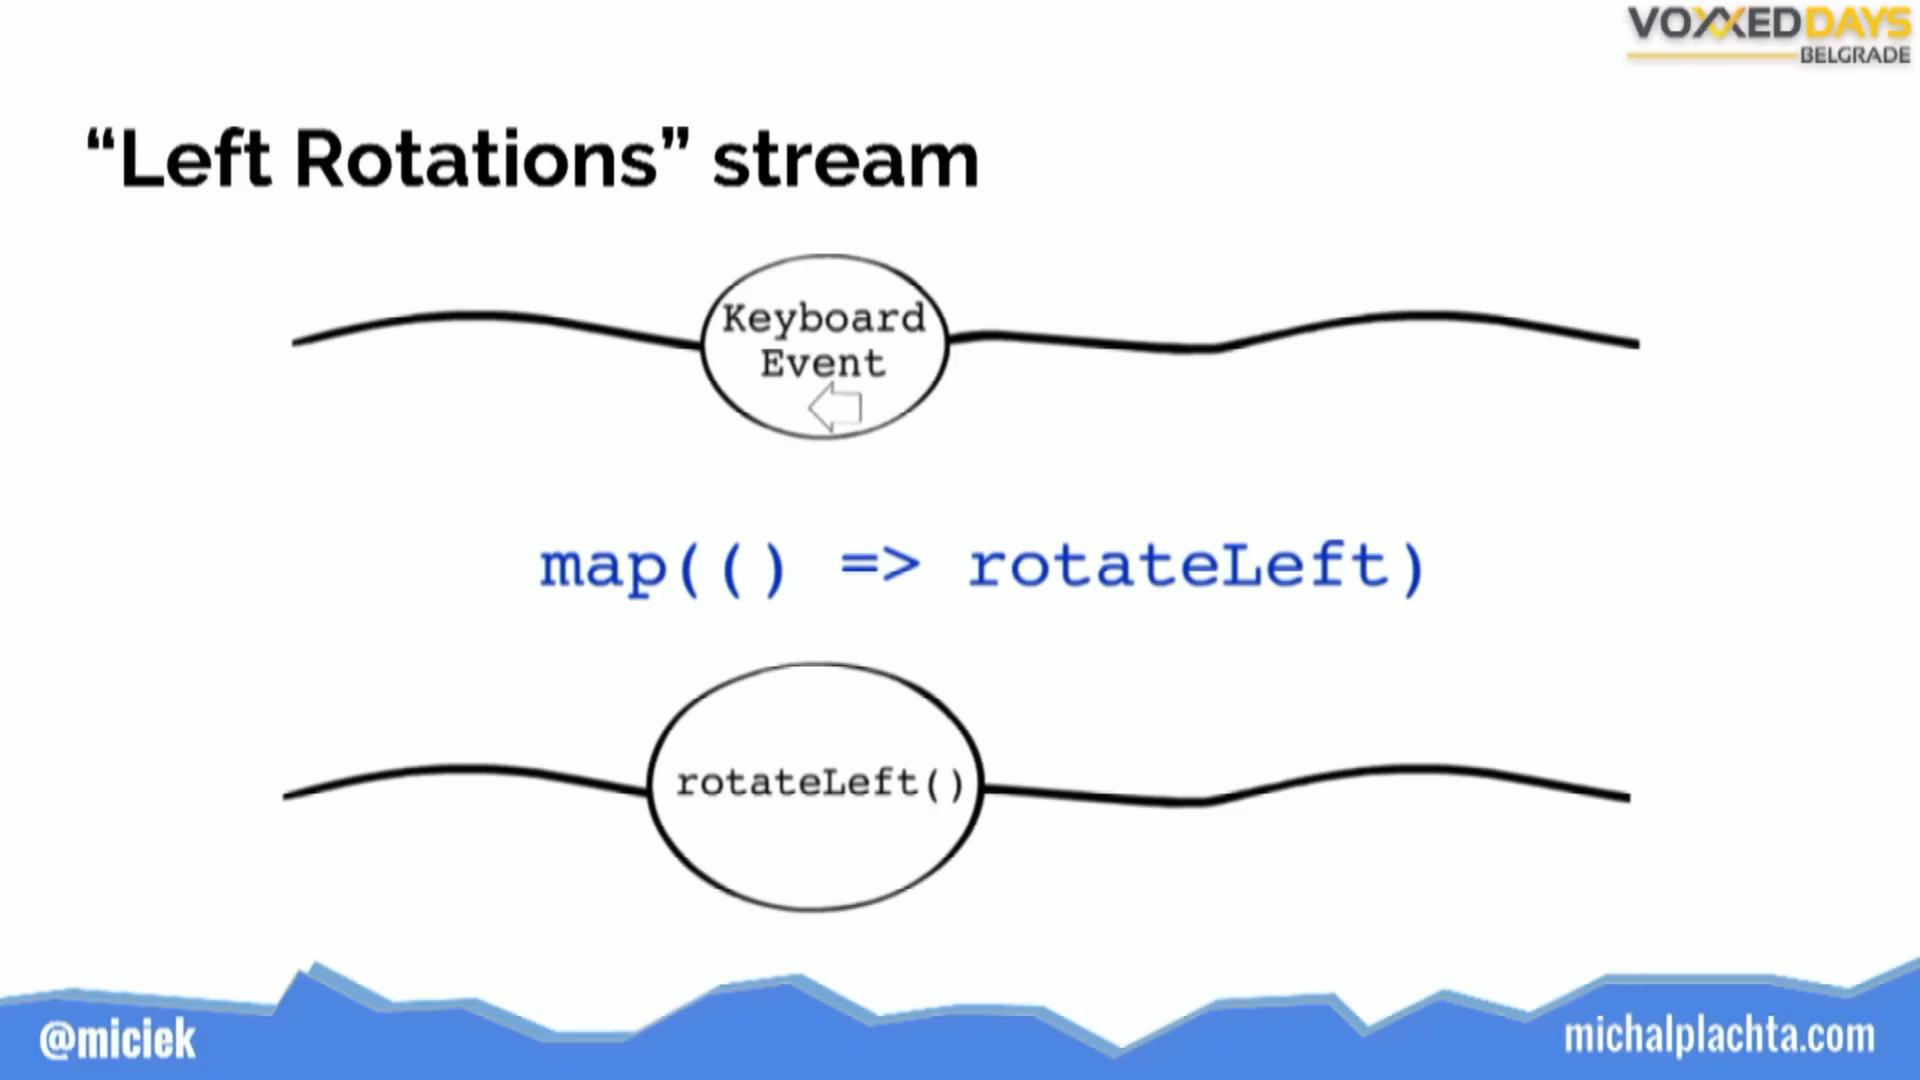 VOXXEDDAYS
BELGRADE
“Left Rotations” stream
Keyboard
Event
map(() => rotateLeft)
rotateLeft()
@miciek
michalplachta.com